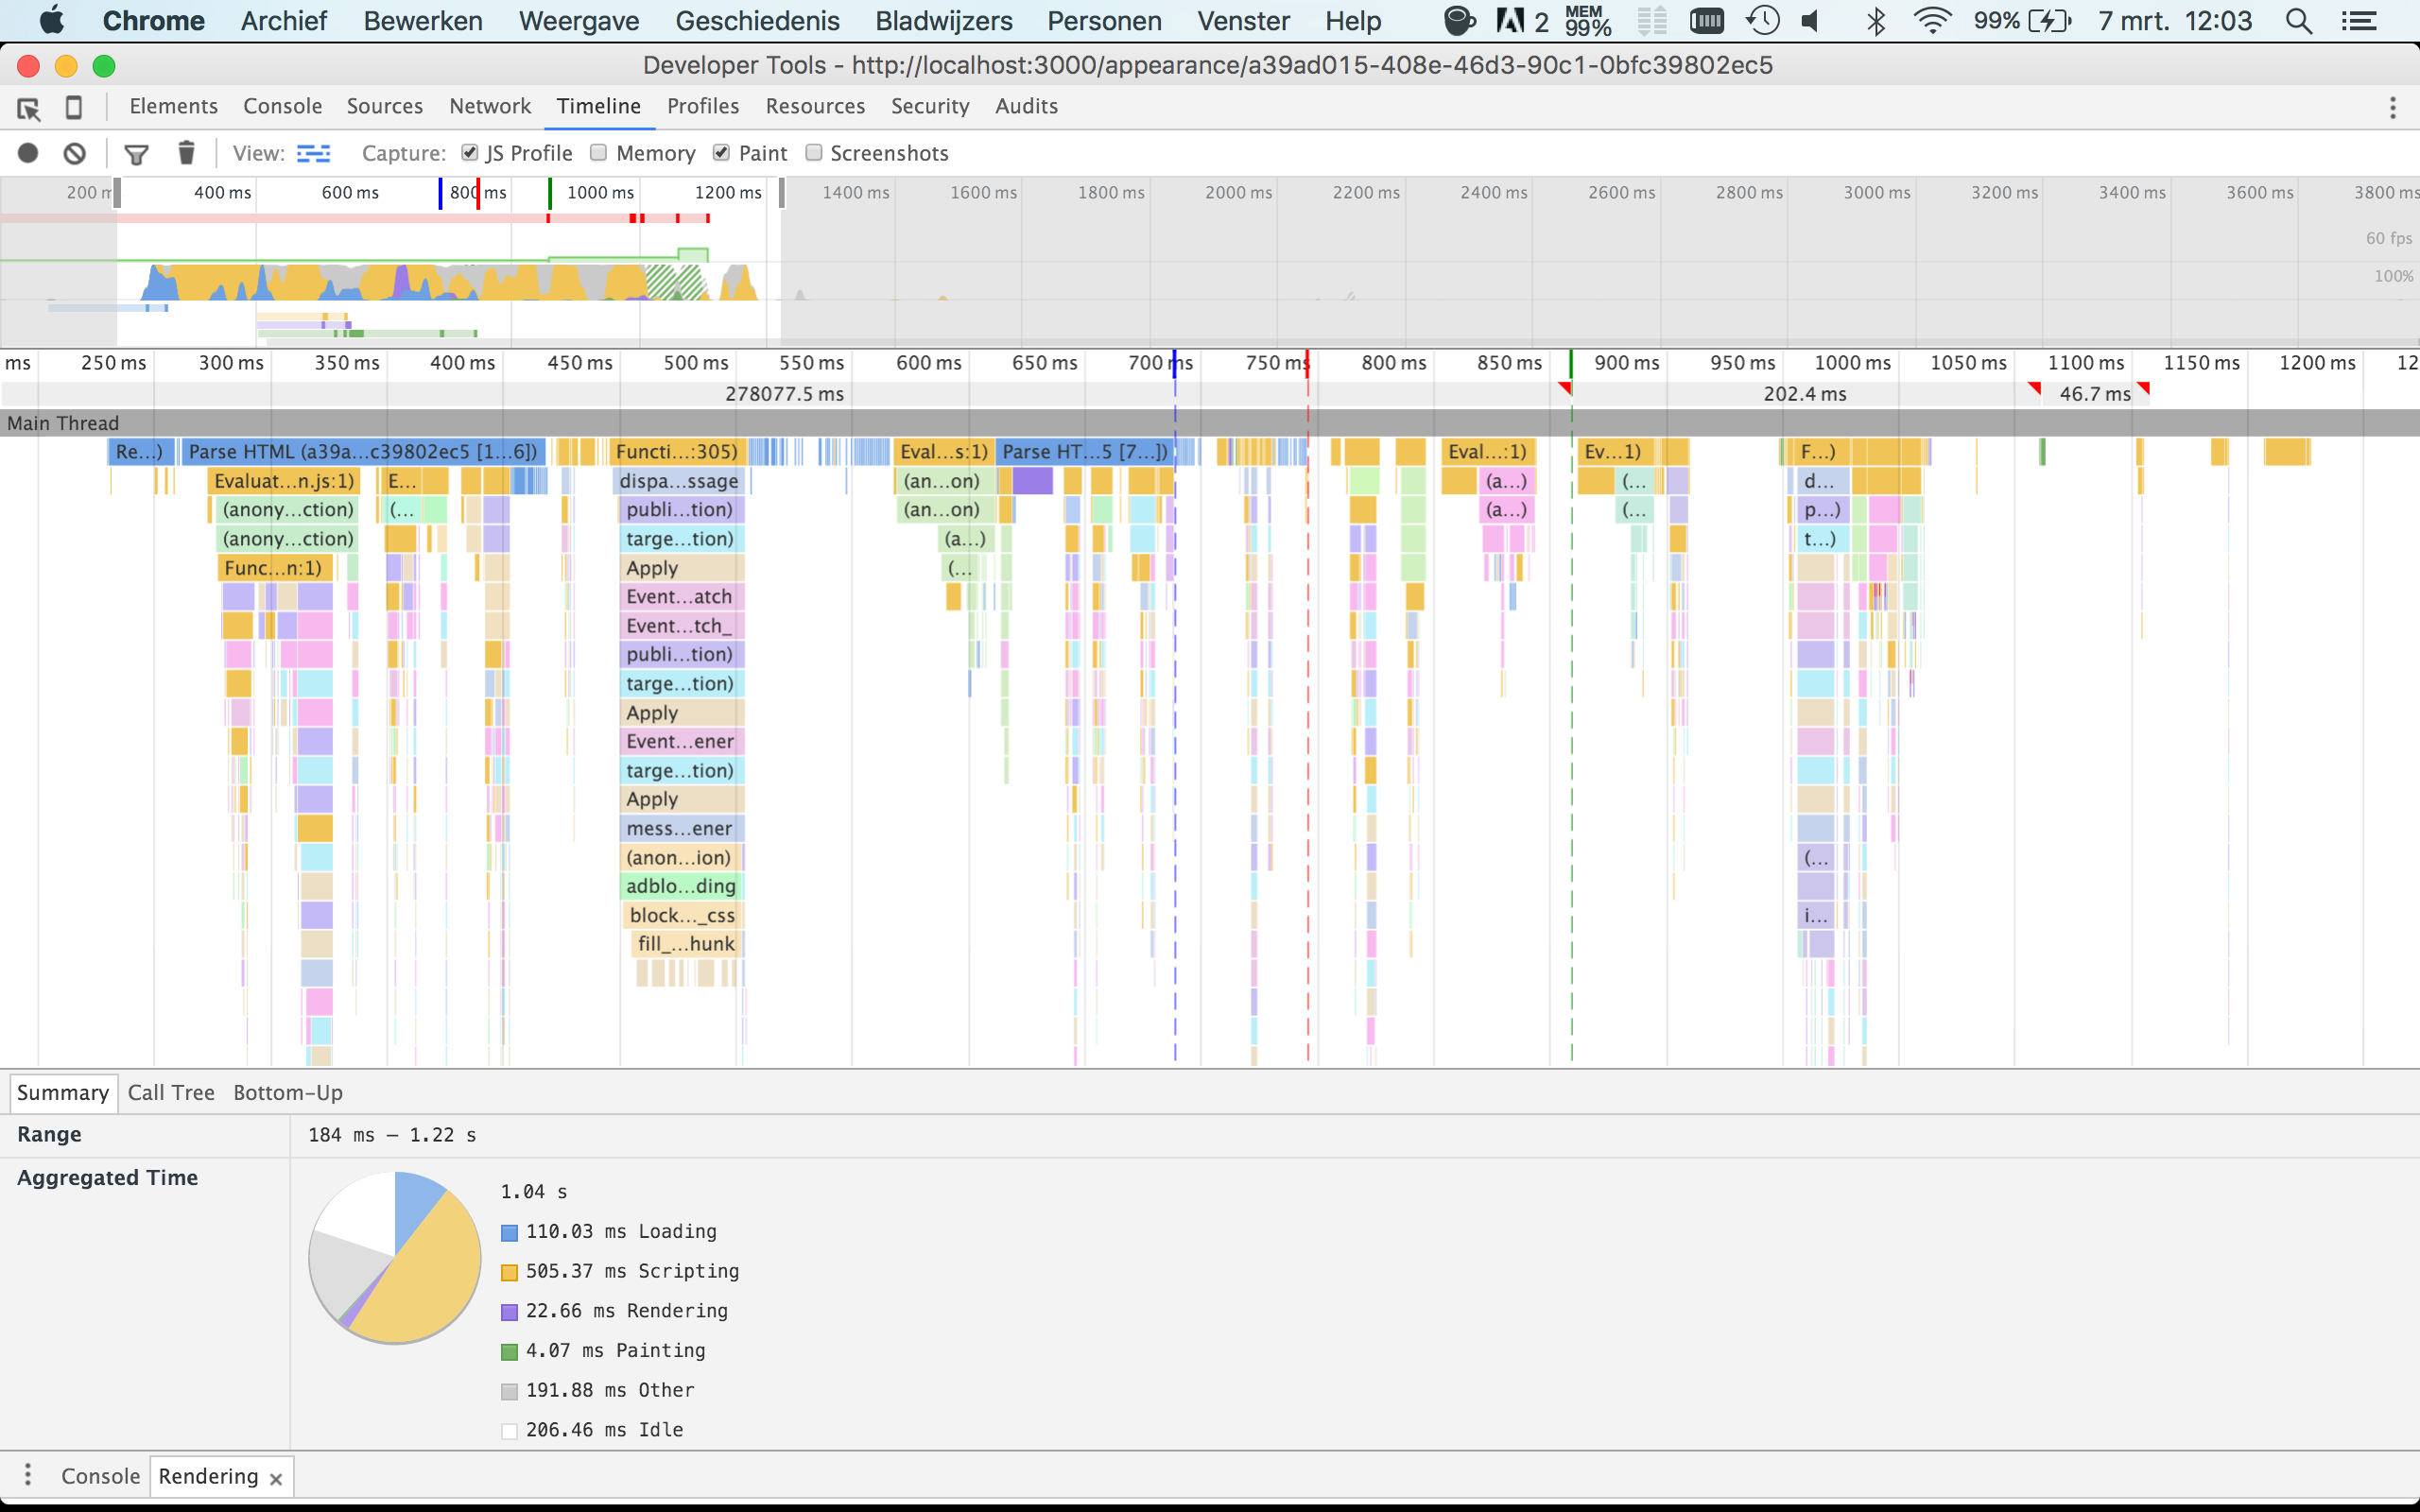 Chrome Archief Bewerken Weergave Geschiedenis Bladwijzers Personen Venster Help 2 MEM 99% 99% 7 mrt. 12:03
Developer Tools - http://localhost:3000/appearance/a39ad015-408e-46d3-90c1-0bfc39802ec5
Elements Console Sources Network Timeline Profiles Resources Security Audits
View: Capture: JS Profile Memory Paint Screenshots
200 m 400 ms 600 ms 800 ms 1000 ms 1200 ms 1400 ms 1600 ms 1800 ms 2000 ms 2200 ms 2400 ms 2600 ms 2800 ms 3000 ms 3200 ms 3400 ms 3600 ms 3800 ms
60 fps
100%
ms 250 ms 300 ms 350 ms 400 ms 450 ms 500 ms 550 ms 600 ms 650 ms 700 ms 750 ms 800 ms 850 ms 900 ms 950 ms 1000 ms 1050 ms 1100 ms 1150 ms 1200 ms 12
278077.5 ms 202.4 ms 46.7 ms
Main Thread
Re...) Parse HTML (a39a...c39802ec5 [1...6]) Functi...:305) Eval...s:1) Parse HT...5 [7...]) Eval...:1) Ev...1) F...)
Evaluat...n.js:1) E... dispa...ssage (an...on) (a...) (... d...
(anony...ction) (... publi...tion) (an...on) (a...) (... p...)
(anony...ction) targe...tion) (a...) t...)
Func...n:1) Apply (...
Event...atch
Event...tch_
publi...tion)
targe...tion)
Apply
Event...ener
targe...tion)
Apply
mess...ener
(anon...ion) (...
adblo...ding
block..._css i...
fill_...hunk
Summary Call Tree Bottom-Up
Range 184 ms – 1.22 s
Aggregated Time
1.04 s
110.03 ms Loading
505.37 ms Scripting
22.66 ms Rendering
4.07 ms Painting
191.88 ms Other
206.46 ms Idle
Console Rendering ×